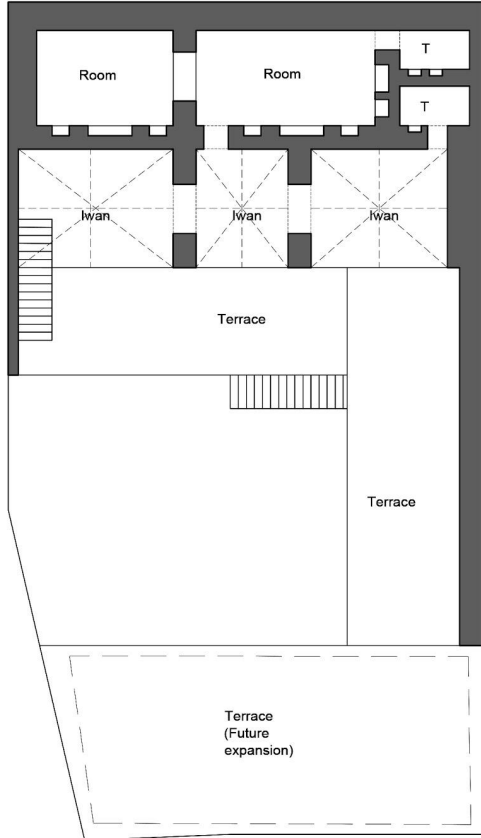 T
Room
Room
T
Iwan
Iwan
Iwan
Terrace
Terrace
Terrace
(Future
expansion)